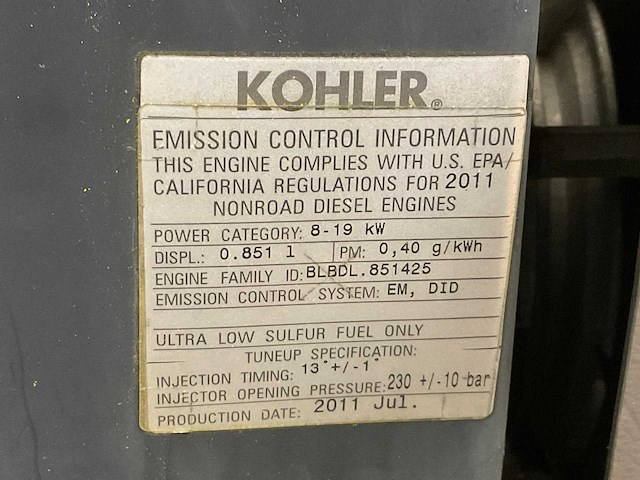 KOHLER®
EMISSION CONTROL INFORMATION
THIS ENGINE COMPLIES WITH U.S. EPA/
CALIFORNIA REGULATIONS FOR 2011
NONROAD DIESEL ENGINES
POWER CATEGORY: 8-19 kW
DISPL.: 0.851 l PM: 0,40 g/kWh
ENGINE FAMILY ID: BLBDL.851425
EMISSION CONTROL SYSTEM: EM, DID
ULTRA LOW SULFUR FUEL ONLY
TUNEUP SPECIFICATION:
INJECTION TIMING: 13°+/-1°
INJECTOR OPENING PRESSURE: 230 +/-10 bar
PRODUCTION DATE: 2011 Jul.